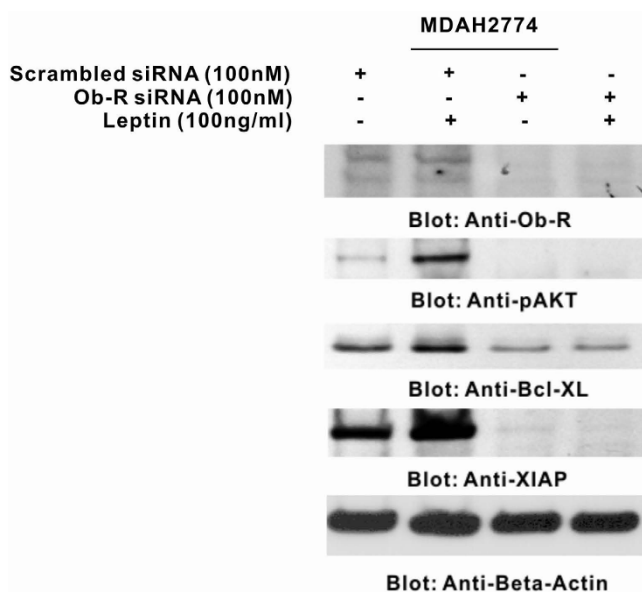 MDAH2774
Scrambled siRNA (100nM) + + - -
Ob-R siRNA (100nM) - - + +
Leptin (100ng/ml) - + - +
Blot: Anti-Ob-R
Blot: Anti-pAKT
Blot: Anti-Bcl-XL
Blot: Anti-XIAP
Blot: Anti-Beta-Actin